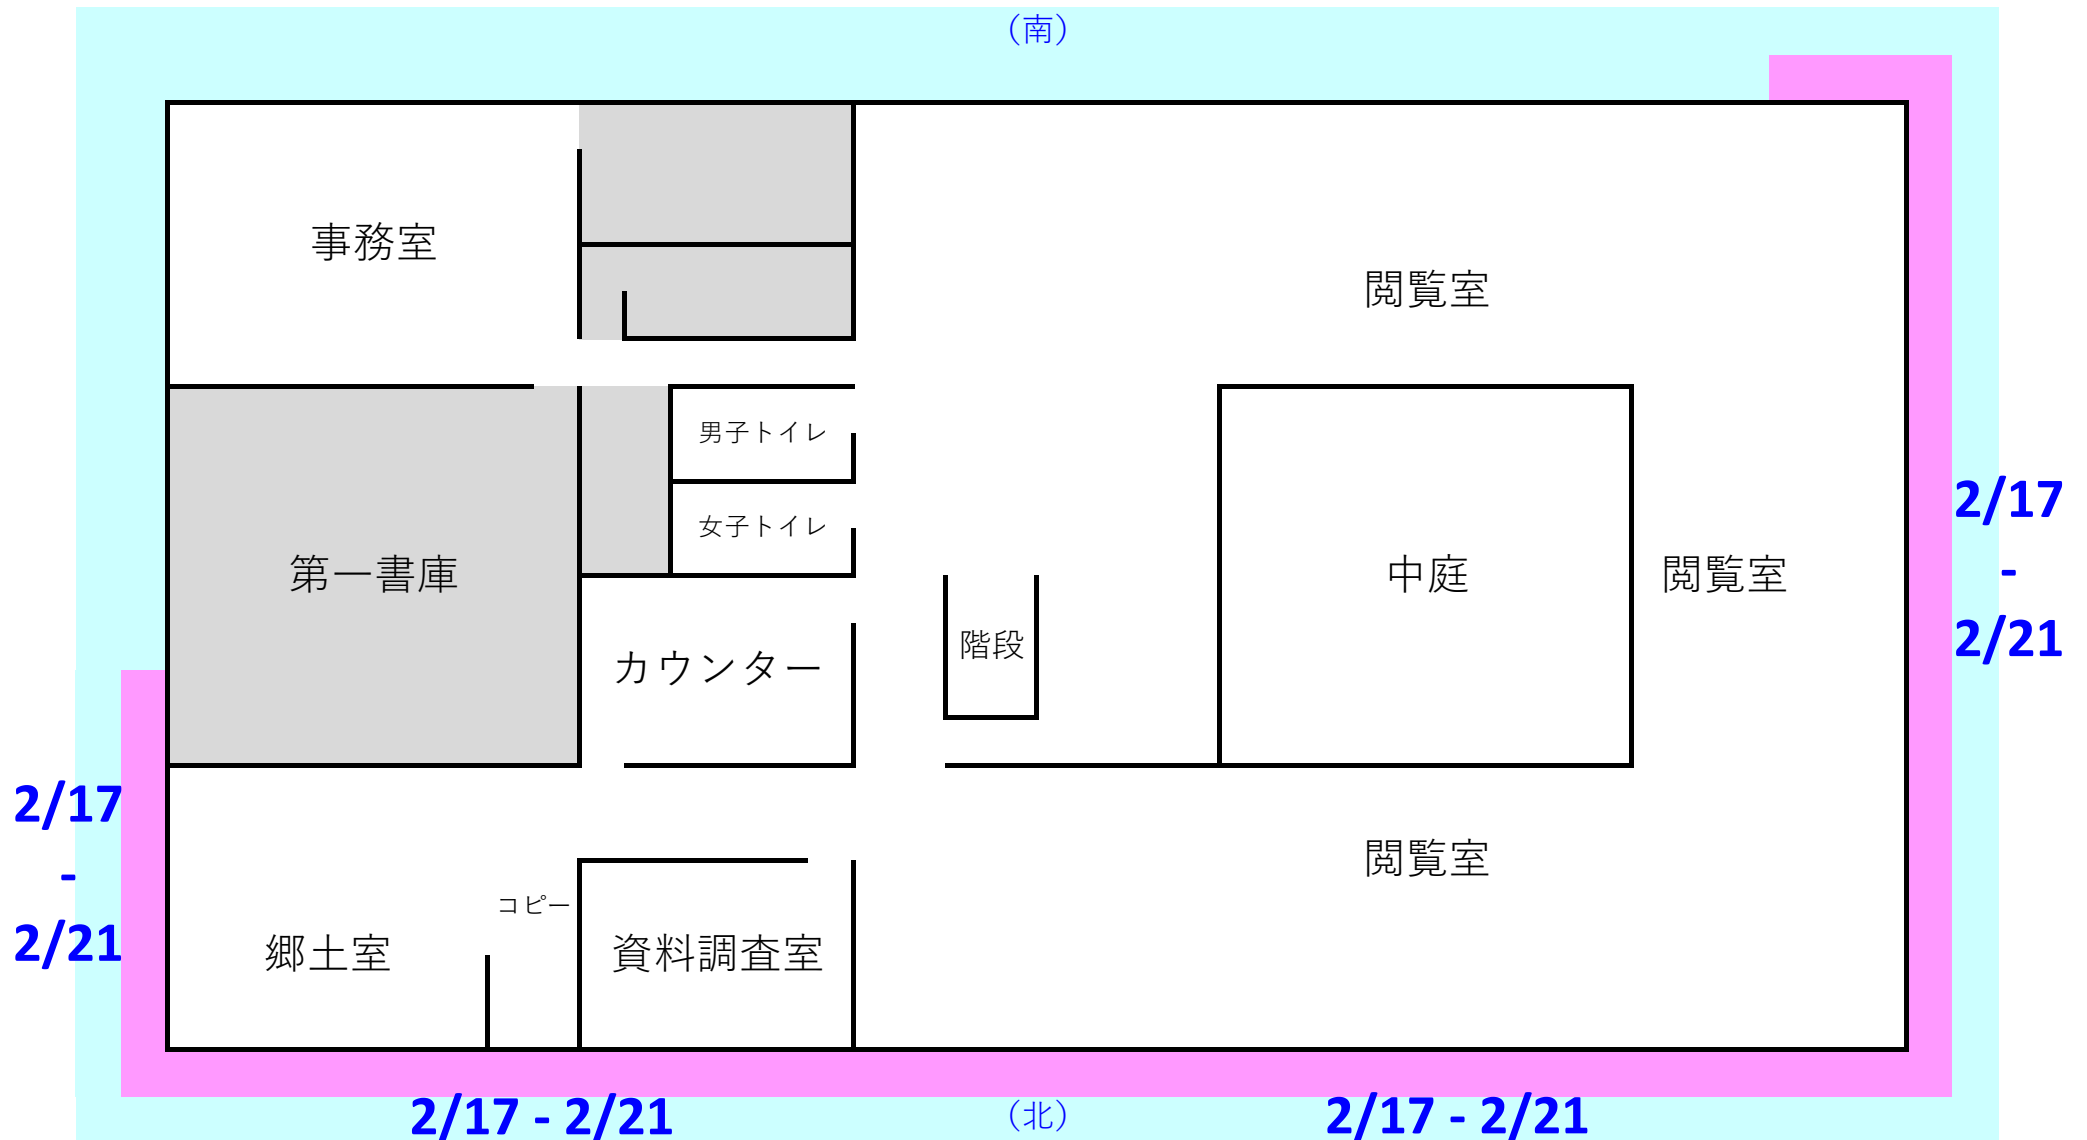 （南）
事務室
閲覧室
男子トイレ
女子トイレ
第一書庫
中庭
閲覧室
2/17
-
2/21
階段
カウンター
2/17
-
2/21
閲覧室
コピー
郷土室
資料調査室
2/17 - 2/21
（北）
2/17 - 2/21